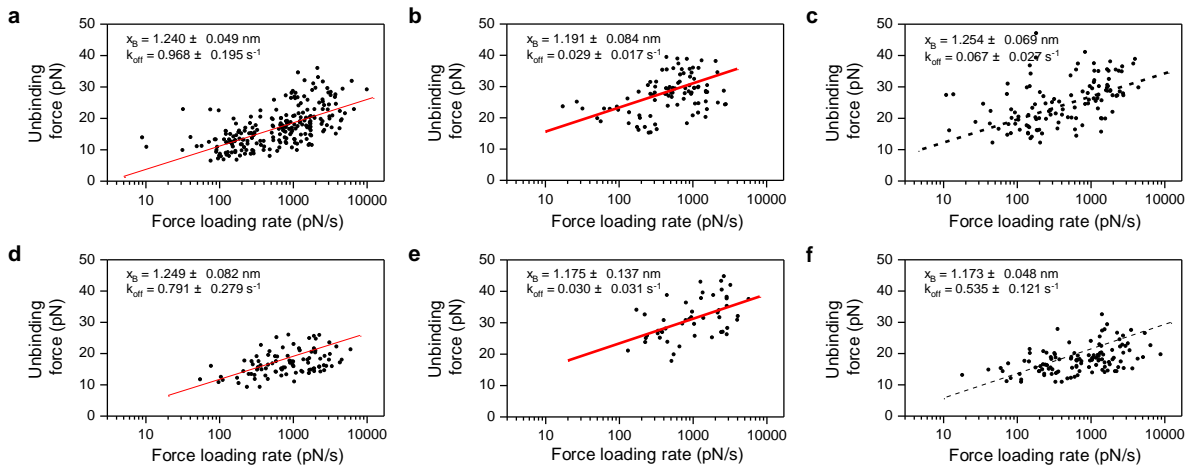 a
x_B = 1.240 ± 0.049 nm
k_off = 0.968 ± 0.195 s⁻¹
Unbinding
force (pN)
50
40
30
20
10
0
10
100
1000
10000
Force loading rate (pN/s)
b
x_B = 1.191 ± 0.084 nm
k_off = 0.029 ± 0.017 s⁻¹
Unbinding
force (pN)
50
40
30
20
10
0
10
100
1000
10000
Force loading rate (pN/s)
c
x_B = 1.254 ± 0.069 nm
k_off = 0.067 ± 0.027 s⁻¹
Unbinding
force (pN)
50
40
30
20
10
0
10
100
1000
10000
Force loading rate (pN/s)
d
x_B = 1.249 ± 0.082 nm
k_off = 0.791 ± 0.279 s⁻¹
Unbinding
force (pN)
50
40
30
20
10
0
10
100
1000
10000
Force loading rate (pN/s)
e
x_B = 1.175 ± 0.137 nm
k_off = 0.030 ± 0.031 s⁻¹
Unbinding
force (pN)
50
40
30
20
10
0
10
100
1000
10000
Force loading rate (pN/s)
f
x_B = 1.173 ± 0.048 nm
k_off = 0.535 ± 0.121 s⁻¹
Unbinding
force (pN)
50
40
30
20
10
0
10
100
1000
10000
Force loading rate (pN/s)